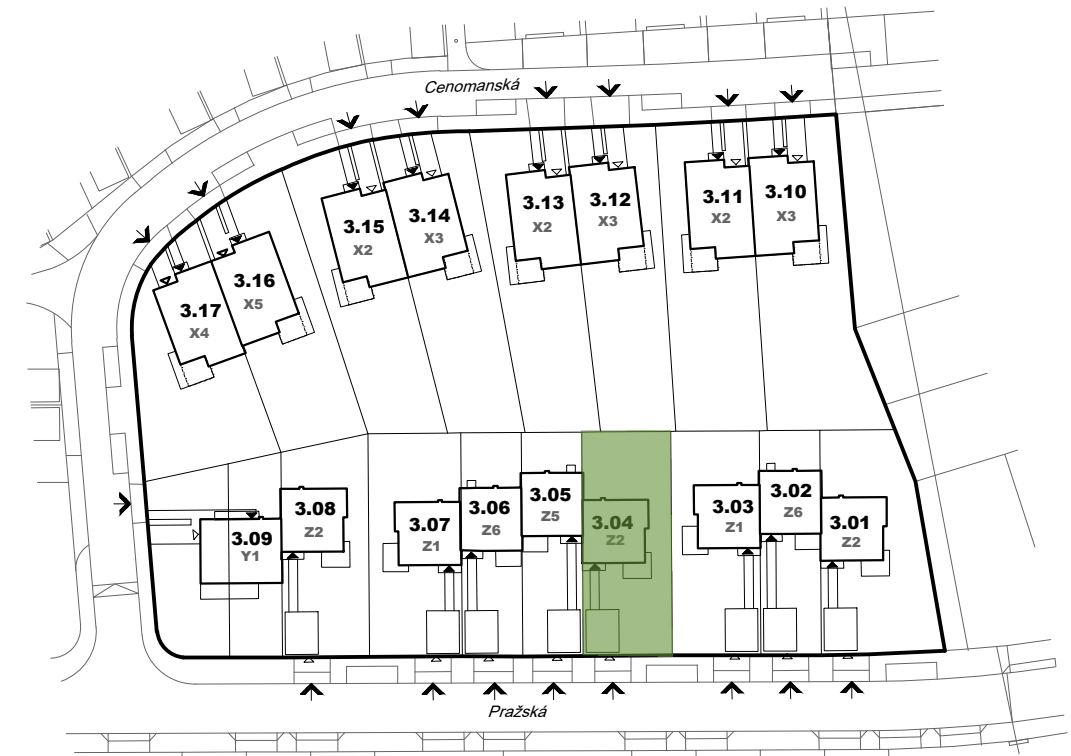 Cenomanská
3.13
X2
3.12
X3
3.11
X2
3.10
X3
3.15
X2
3.14
X3
3.17
X4
3.16
X5
3.09
Y1
3.08
Z2
3.07
Z1
3.06
Z6
3.05
Z5
3.04
Z2
3.03
Z1
3.02
Z6
3.01
Z2
Pražská